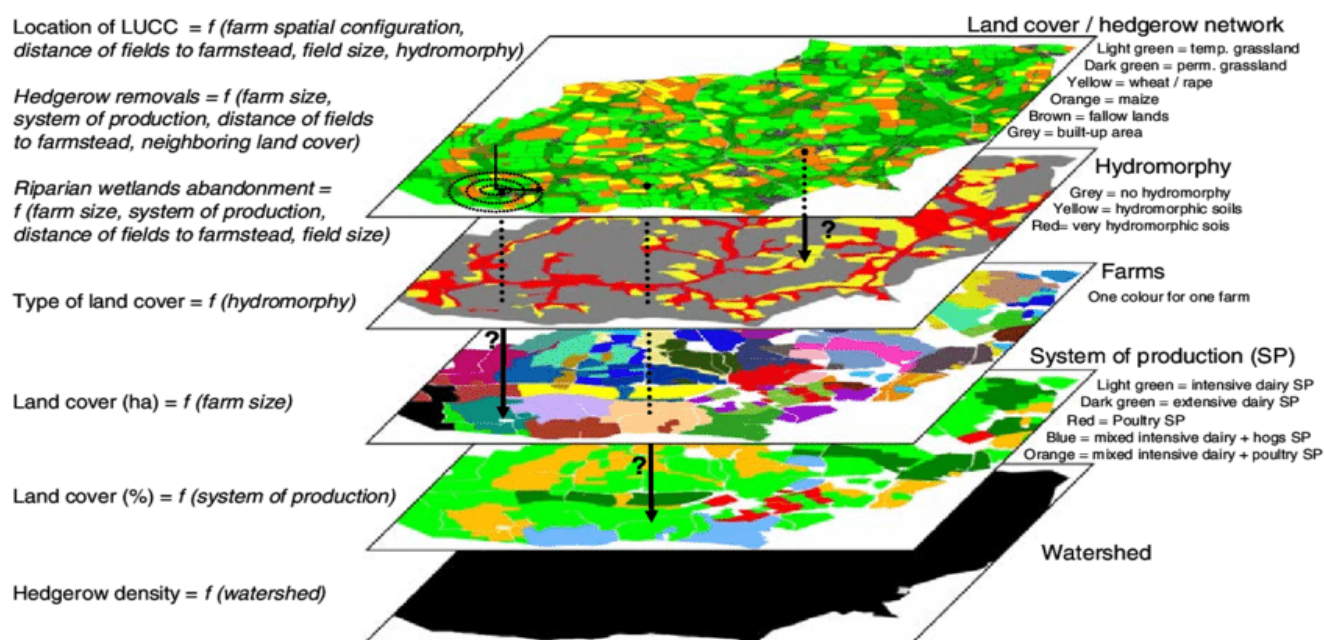 Location of LUCC = f (farm spatial configuration,
distance of fields to farmstead, field size, hydromorphy)
Hedgerow removals = f (farm size,
system of production, distance of fields
to farmstead, neighboring land cover)
Riparian wetlands abandonment =
f (farm size, system of production,
distance of fields to farmstead, field size)
Type of land cover = f (hydromorphy)
Land cover (ha) = f (farm size)
Land cover (%) = f (system of production)
Hedgerow density = f (watershed)
Land cover / hedgerow network
Light green = temp. grassland
Dark green = perm. grassland
Yellow = wheat / rape
Orange = maize
Brown = fallow lands
Grey = built-up area
Hydromorphy
Grey = no hydromorphy
Yellow = hydromorphic soils
Red= very hydromorphic sois
?
Farms
One colour for one farm
?
System of production (SP)
Light green = intensive dairy SP
Dark green = extensive dairy SP
Red = Poultry SP
Blue = mixed intensive dairy + hogs SP
Orange = mixed intensive dairy + poultry SP
?
Watershed